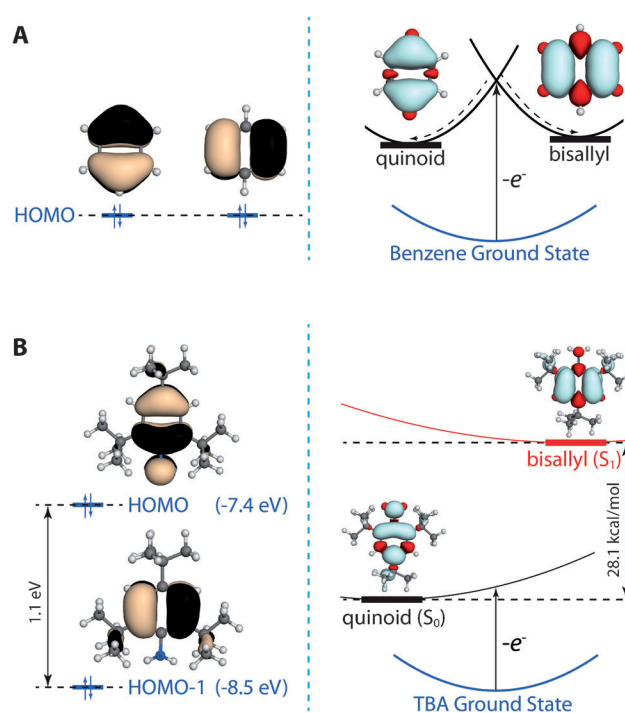 A
HOMO
quinoid
bisallyl
-e-
Benzene Ground State
B
HOMO (-7.4 eV)
1.1 eV
HOMO-1 (-8.5 eV)
bisallyl (S1)
28.1 kcal/mol
quinoid (S0)
-e-
TBA Ground State